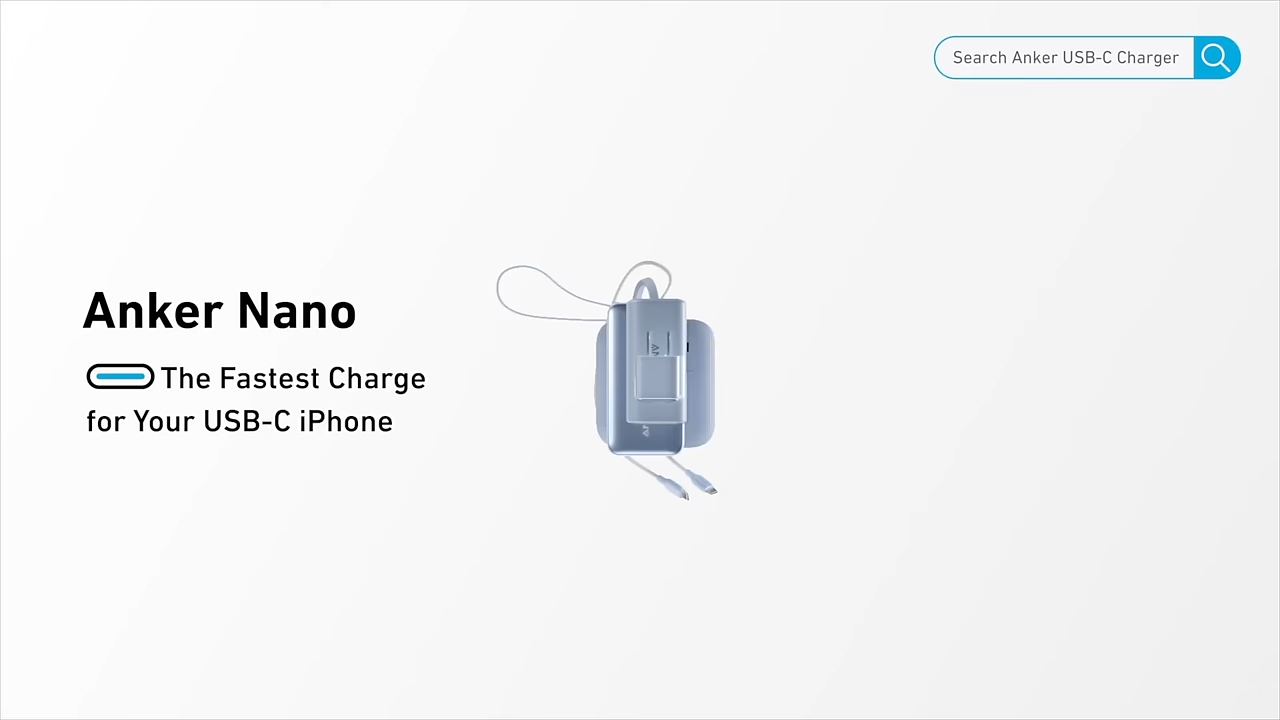 Search Anker USB-C Charger
Anker Nano
The Fastest Charge
for Your USB-C iPhone